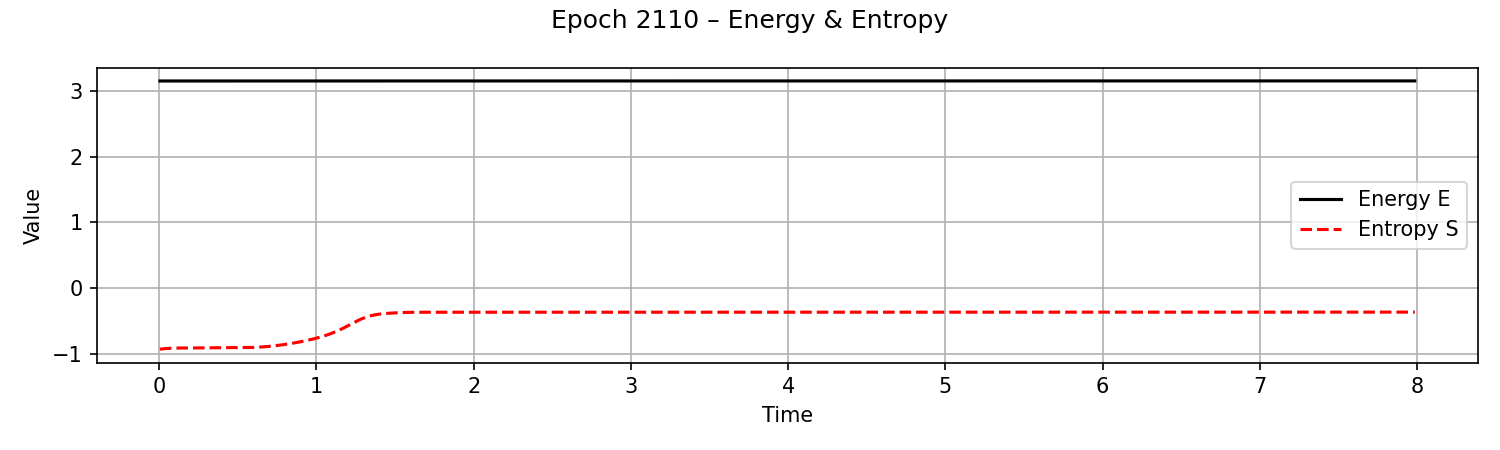 Epoch 2110 – Energy & Entropy
Value
3
2
1
0
−1
Energy E
Entropy S
0 1 2 3 4 5 6 7 8
Time